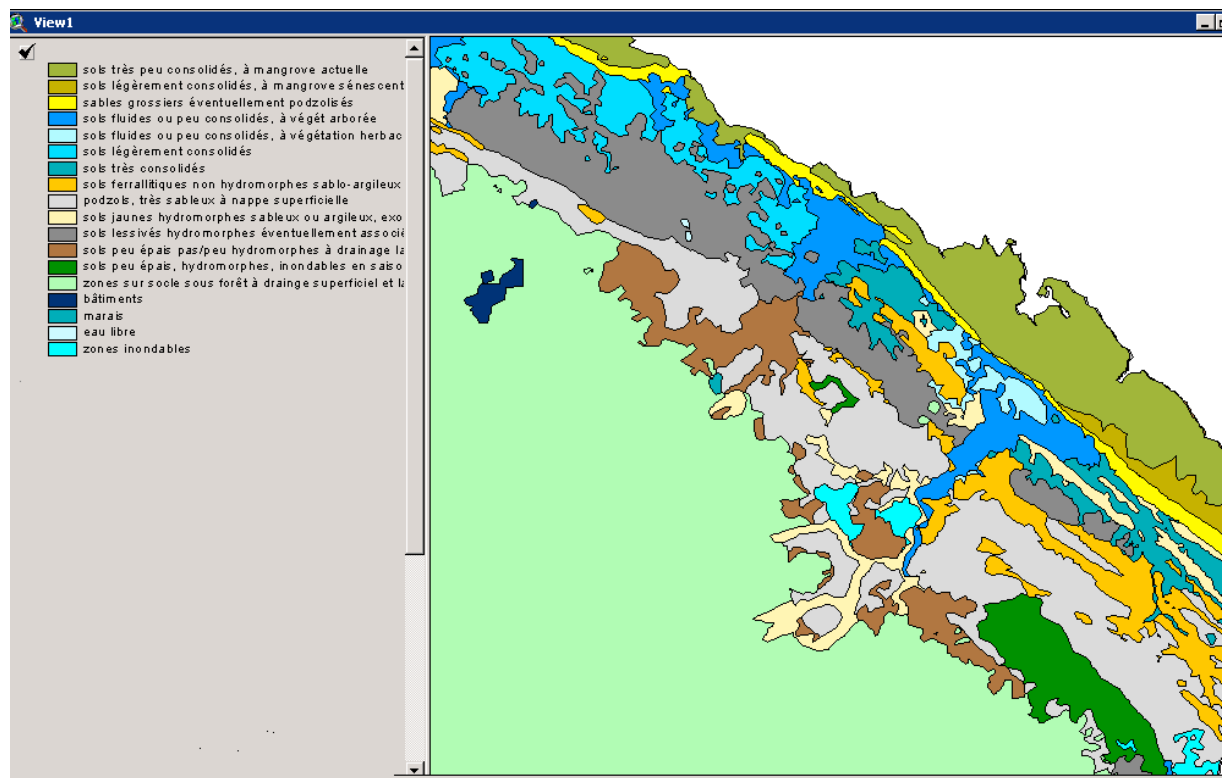 View1
sols très peu consolidés, à mangrove actuelle
sols légèrement consolidés, à mangrove sénescent
sables grossiers éventuellement podzolisés
sols fluides ou peu consolidés, à végét arborée
sols fluides ou peu consolidés, à végétation herbac
sols légèrement consolidés
sols très consolidés
sols ferrallitiques non hydromorphes sablo-argileux
podzols, très sableux à nappe superficielle
sols jaunes hydromorphes sableux ou argileux, exo
sols lessivés hydromorphes éventuellement associé
sols peu épais pas/peu hydromorphes à drainage la
sols peu épais, hydromorphes, inondables en saiso
zones sur socle sous forêt à drainge superficiel et la
bâtiments
marais
eau libre
zones inondables